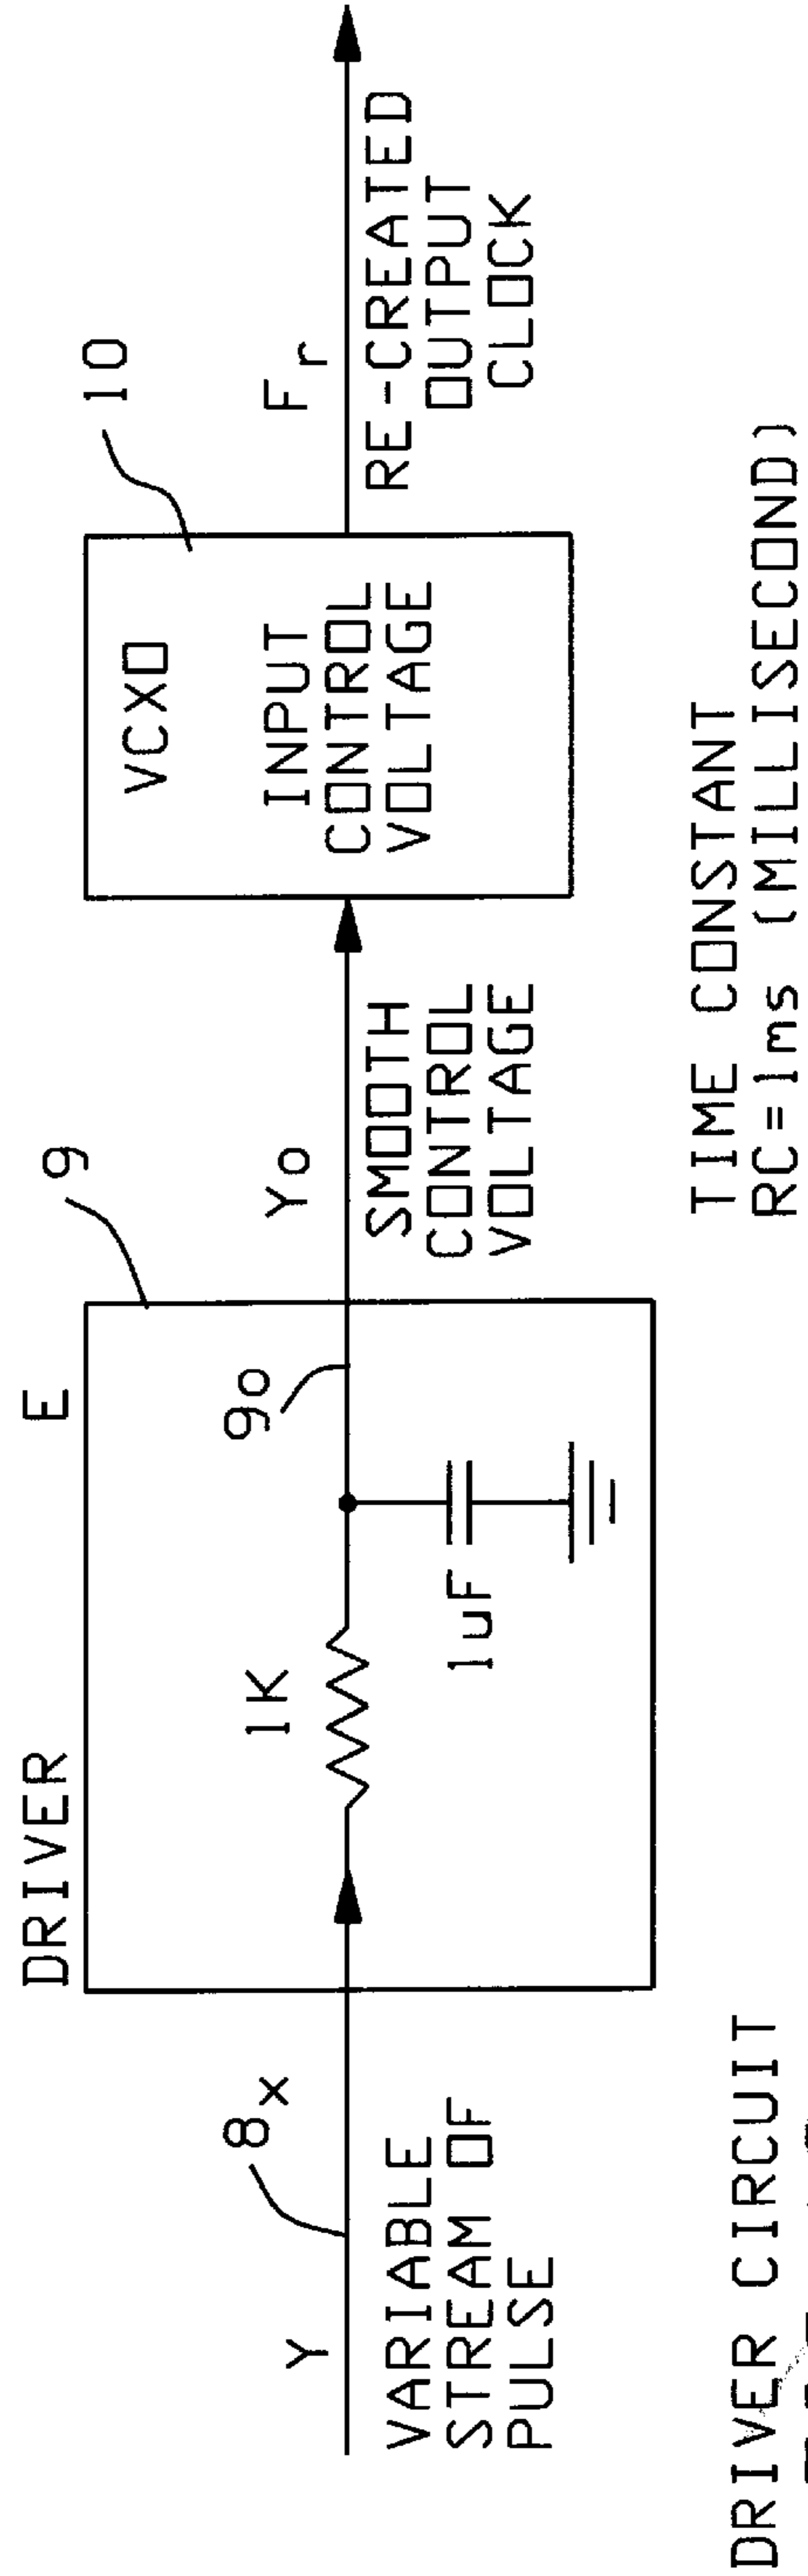 DRIVER
E
9
10
Y
8x
VARIABLE
STREAM OF
PULSE
1K
1uF
9o
Yo
SMOOTH
CONTROL
VOLTAGE
VCXO
INPUT
CONTROL
VOLTAGE
Fr
RE-CREATED
OUTPUT
CLOCK
TIME CONSTANT
RC=1ms (MILLISECOND)
DRIVER CIRCUIT